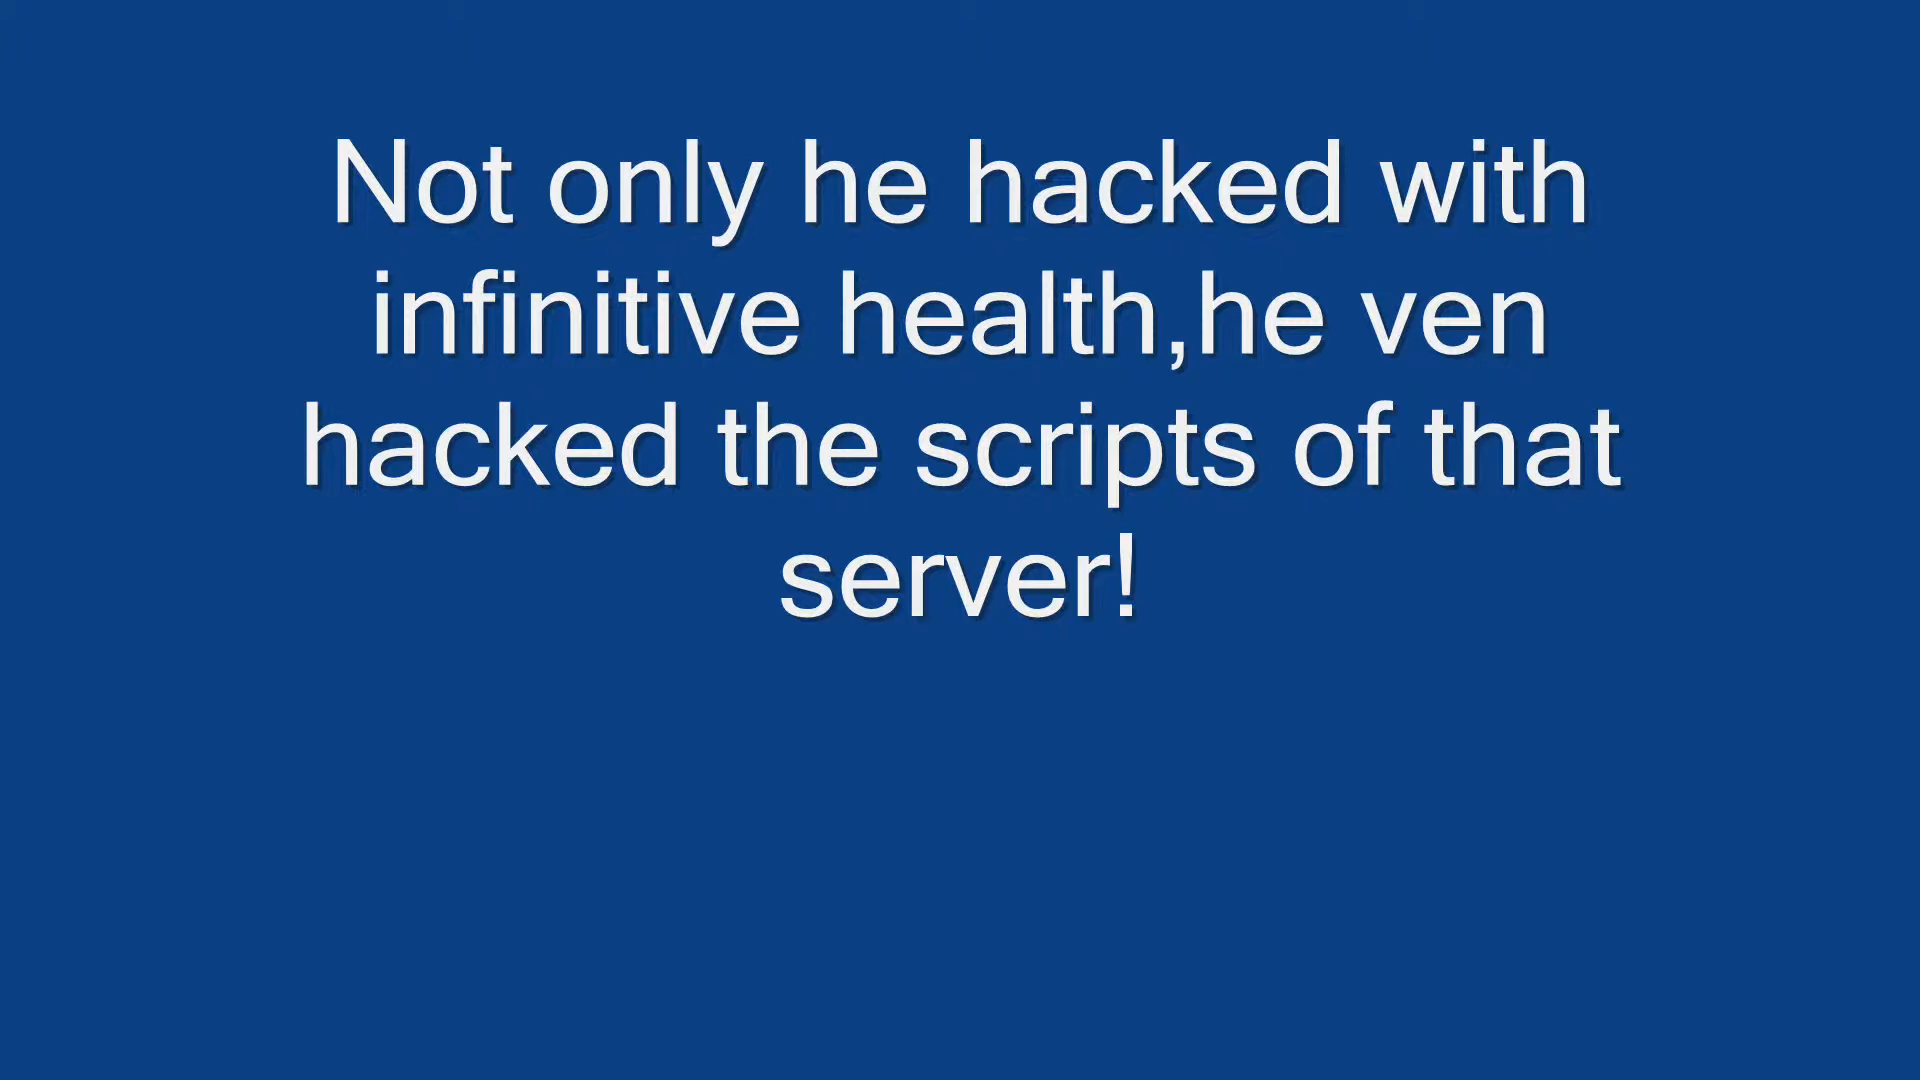 Not only he hacked with
infinitive health,he ven
hacked the scripts of that
server!